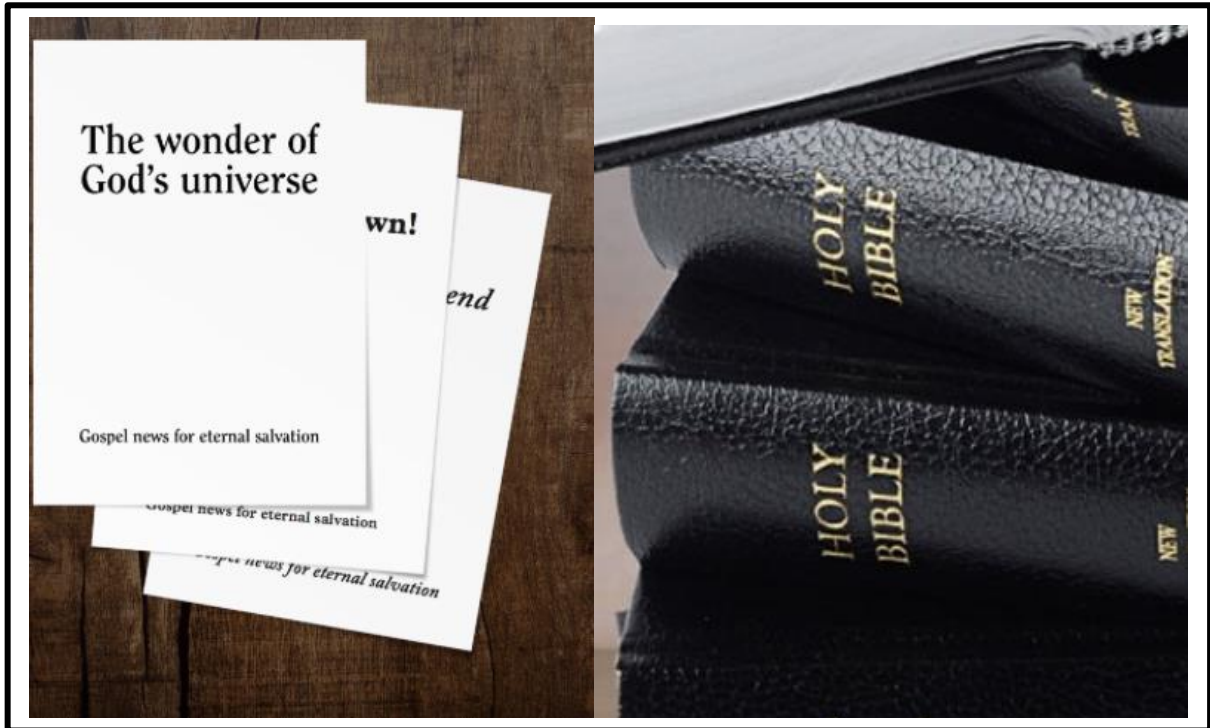 The wonder of
God's universe
wn!
end
Gospel news for eternal salvation
Gospel news for eternal salvation
Gospel news for eternal salvation
HOLY
BIBLE
NEW
TRANSLATION
HOLY
BIBLE
NEW